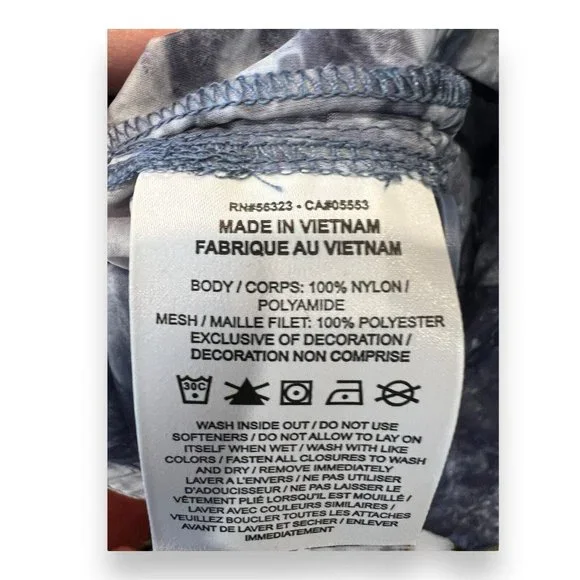 RN#56323 - CA#05553
MADE IN VIETNAM
FABRIQUE AU VIETNAM
BODY / CORPS: 100% NYLON /
POLYAMIDE
MESH / MAILLE FILET: 100% POLYESTER
EXCLUSIVE OF DECORATION /
DECORATION NON COMPRISE
30C
WASH INSIDE OUT / DO NOT USE
SOFTENERS / DO NOT ALLOW TO LAY ON
ITSELF WHEN WET / WASH WITH LIKE
COLORS / FASTEN ALL CLOSURES TO WASH
AND DRY / REMOVE IMMEDIATELY
LAVER A L'ENVERS / NE PAS UTILISER
D'ADOUCISSEUR / NE PAS LAISSER LE
VÊTEMENT PLIÉ LORSQU'IL EST MOUILLÉ /
LAVER AVEC COULEURS SIMILAIRES /
VEUILLEZ BOUCLER TOUTES LES ATTACHES
AVANT DE LAVER ET SECHER / ENLEVER
IMMEDIATEMENT